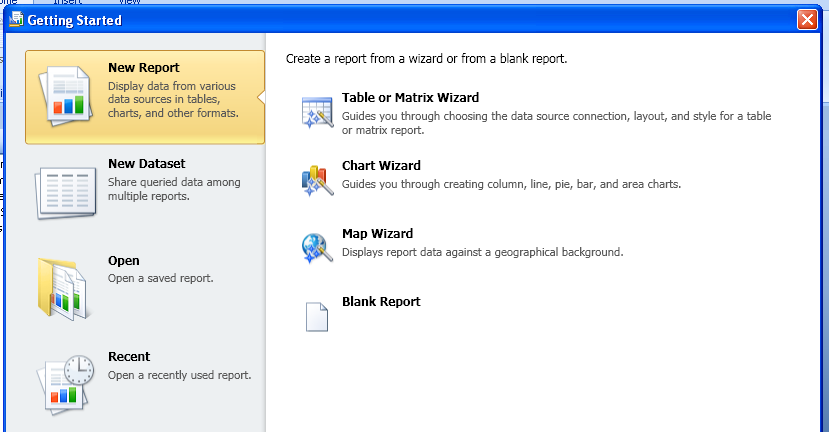 Insert
View
Getting Started
New Report
Display data from various
data sources in tables,
charts, and other formats.
New Dataset
Share queried data among
multiple reports.
Open
Open a saved report.
Recent
Open a recently used report.
Create a report from a wizard or from a blank report.
Table or Matrix Wizard
Guides you through choosing the data source connection, layout, and style for a table
or matrix report.
Chart Wizard
Guides you through creating column, line, pie, bar, and area charts.
Map Wizard
Displays report data against a geographical background.
Blank Report